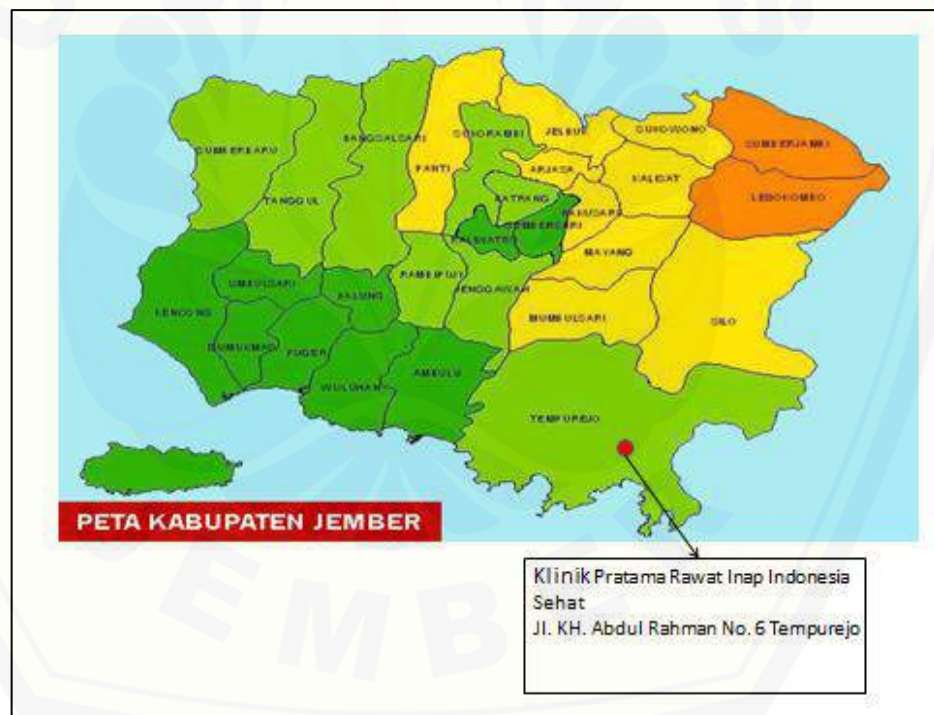 SUMBERBARU
TANGGUL
BANGSALSARI
PANTI
SUKORAMBI
JELBUK
ARJASA
SUKOWONO
KALISAT
SUMBERJAMBE
LEDOKOMBO
PATRANG
SUMBERSARI
PAKUSARI
KALIWATES
MAYANG
RAMBIPUJI
JENGGAWAH
MUMBULSARI
SILO
KENCONG
UMBULSARI
BALUNG
GUMUKMAS
PUGER
WULUHAN
AMBULU
TEMPUREJO
PETA KABUPATEN JEMBER
Klinik Pratama Rawat Inap Indonesia
Sehat
Jl. KH. Abdul Rahman No. 6 Tempurejo